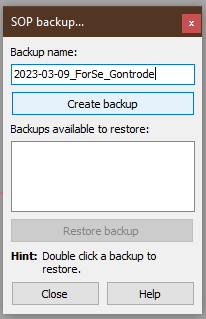 SOP backup...
Backup name:
2023-03-09_ForSe_Gontrode
Create backup
Backups available to restore:
Restore backup
Hint: Double click a backup to
restore.
Close Help